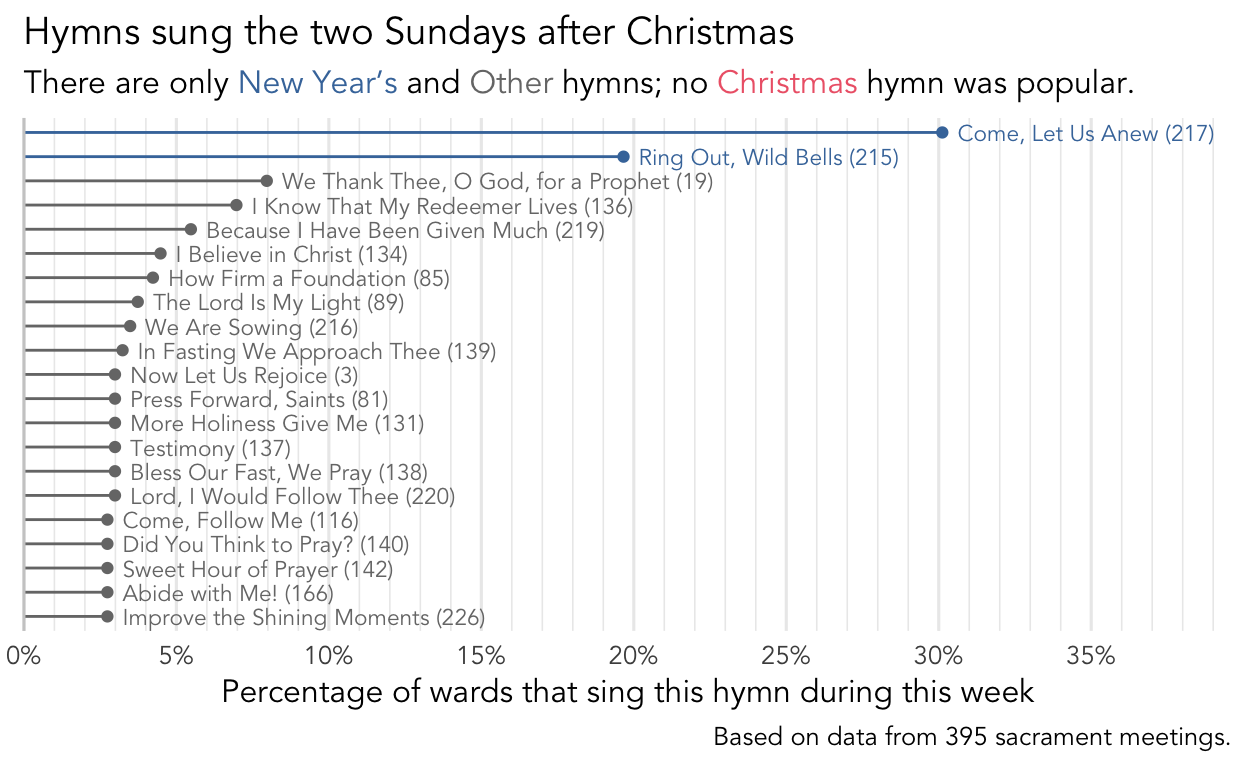 Hymns sung the two Sundays after Christmas
There are only New Year’s and Other hymns; no Christmas hymn was popular.
Come, Let Us Anew (217)
Ring Out, Wild Bells (215)
We Thank Thee, O God, for a Prophet (19)
I Know That My Redeemer Lives (136)
Because I Have Been Given Much (219)
I Believe in Christ (134)
How Firm a Foundation (85)
The Lord Is My Light (89)
We Are Sowing (216)
In Fasting We Approach Thee (139)
Now Let Us Rejoice (3)
Press Forward, Saints (81)
More Holiness Give Me (131)
Testimony (137)
Bless Our Fast, We Pray (138)
Lord, I Would Follow Thee (220)
Come, Follow Me (116)
Did You Think to Pray? (140)
Sweet Hour of Prayer (142)
Abide with Me! (166)
Improve the Shining Moments (226)
0% 5% 10% 15% 20% 25% 30% 35%
Percentage of wards that sing this hymn during this week
Based on data from 395 sacrament meetings.